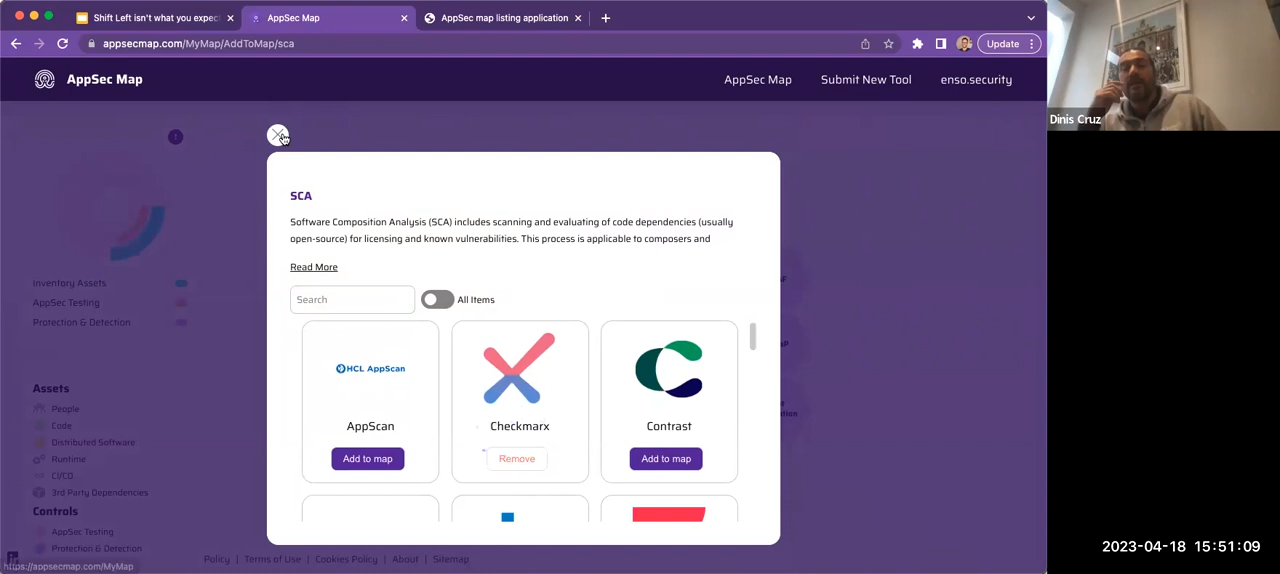 Shift Left isn't what you expec
AppSec Map
AppSec map listing application
appsecmap.com/MyMap/AddToMap/sca
Update
AppSec Map
AppSec Map
Submit New Tool
enso.security
Dinis Cruz
SCA
Software Composition Analysis (SCA) includes scanning and evaluating of code dependencies (usually
open-source) for licensing and known vulnerabilities. This process is applicable to composers and
Read More
Search
All Items
HCL AppScan
AppScan
Checkmarx
Contrast
Add to map
Remove
Add to map
Inventory Assets
AppSec Testing
Protection & Detection
Assets
People
Code
Distributed Software
Runtime
CI/CD
3rd Party Dependencies
Controls
AppSec Testing
Protection & Detection
Policy | Terms of Use | Cookies Policy | About | Sitemap
https://appsecmap.com/MyMap
2023-04-18 15:51:09